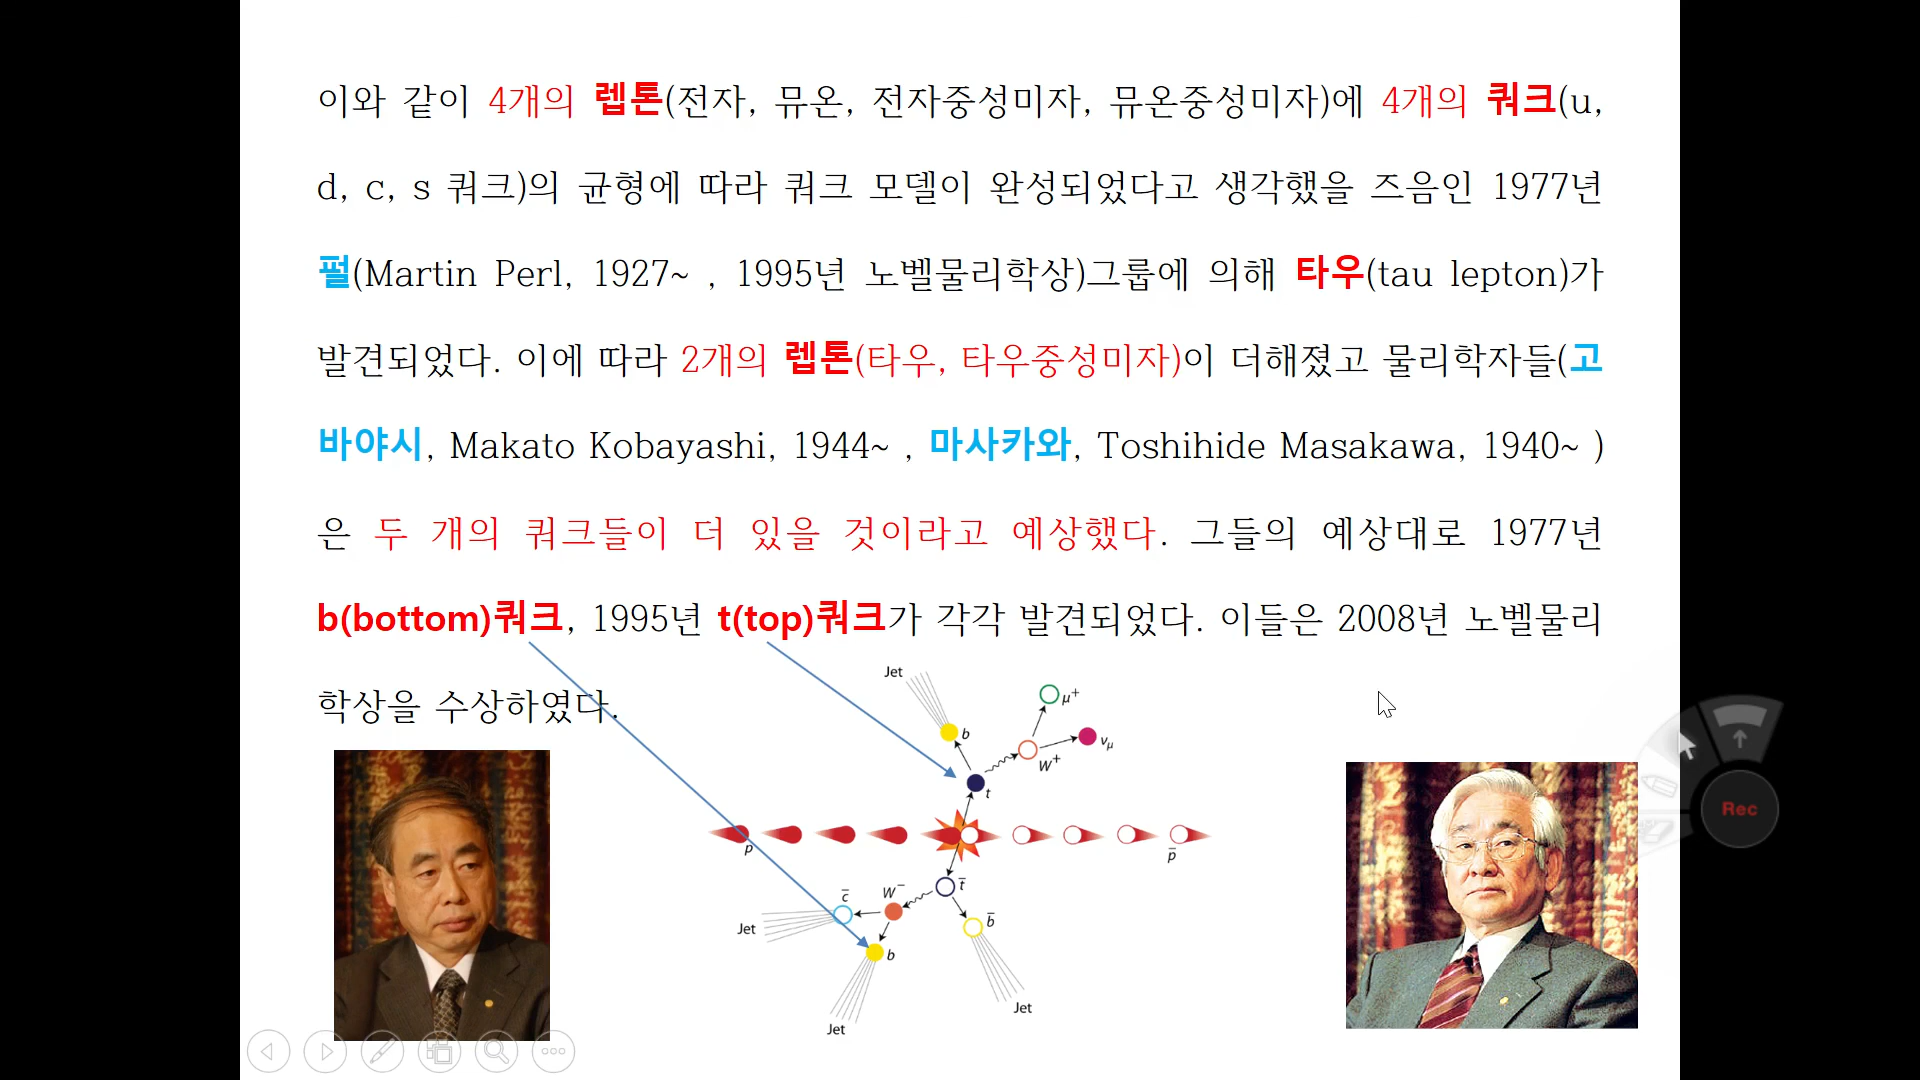 이와 같이 4개의 렙톤(전자, 뮤온, 전자중성미자, 뮤온중성미자)에 4개의 쿼크(u,
d, c, s 쿼크)의 균형에 따라 쿼크 모델이 완성되었다고 생각했을 즈음인 1977년
펄(Martin Perl, 1927~ , 1995년 노벨물리학상)그룹에 의해 타우(tau lepton)가
발견되었다. 이에 따라 2개의 렙톤(타우, 타우중성미자)이 더해졌고 물리학자들(고
바야시, Makato Kobayashi, 1944~ , 마사카와, Toshihide Masakawa, 1940~ )
은 두 개의 쿼크들이 더 있을 것이라고 예상했다. 그들의 예상대로 1977년
b(bottom)쿼크, 1995년 t(top)쿼크가 각각 발견되었다. 이들은 2008년 노벨물리
학상을 수상하였다.
Jet
μ⁺
b
νμ
W⁺
t
Rec
p
p̅
t̅
c̅
W⁻
b̅
Jet
b
Jet
Jet